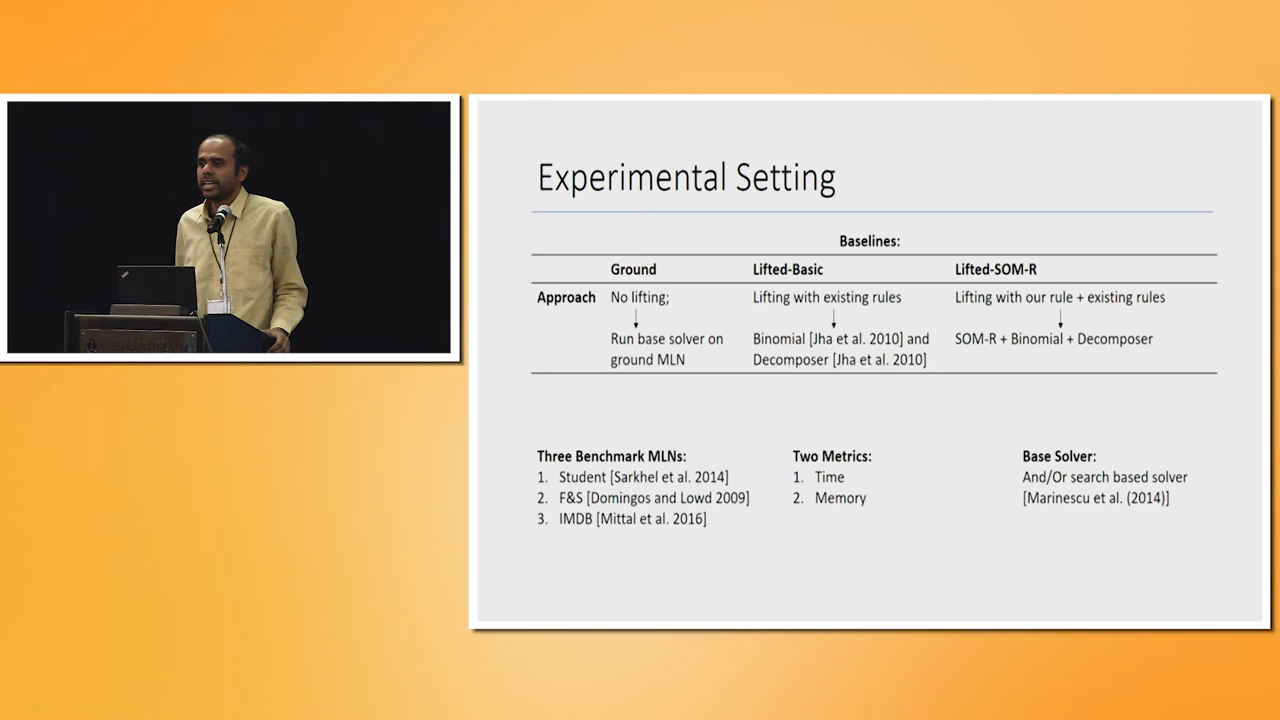 Experimental Setting
Baselines:
Ground Lifted-Basic Lifted-SOM-R
Approach No lifting; Lifting with existing rules Lifting with our rule + existing rules
Run base solver on Binomial [Jha et al. 2010] and SOM-R + Binomial + Decomposer
ground MLN Decomposer [Jha et al. 2010]
Three Benchmark MLNs: Two Metrics: Base Solver:
1. Student [Sarkhel et al. 2014] 1. Time And/Or search based solver
2. F&S [Domingos and Lowd 2009] 2. Memory [Marinescu et al. (2014)]
3. IMDB [Mittal et al. 2016]